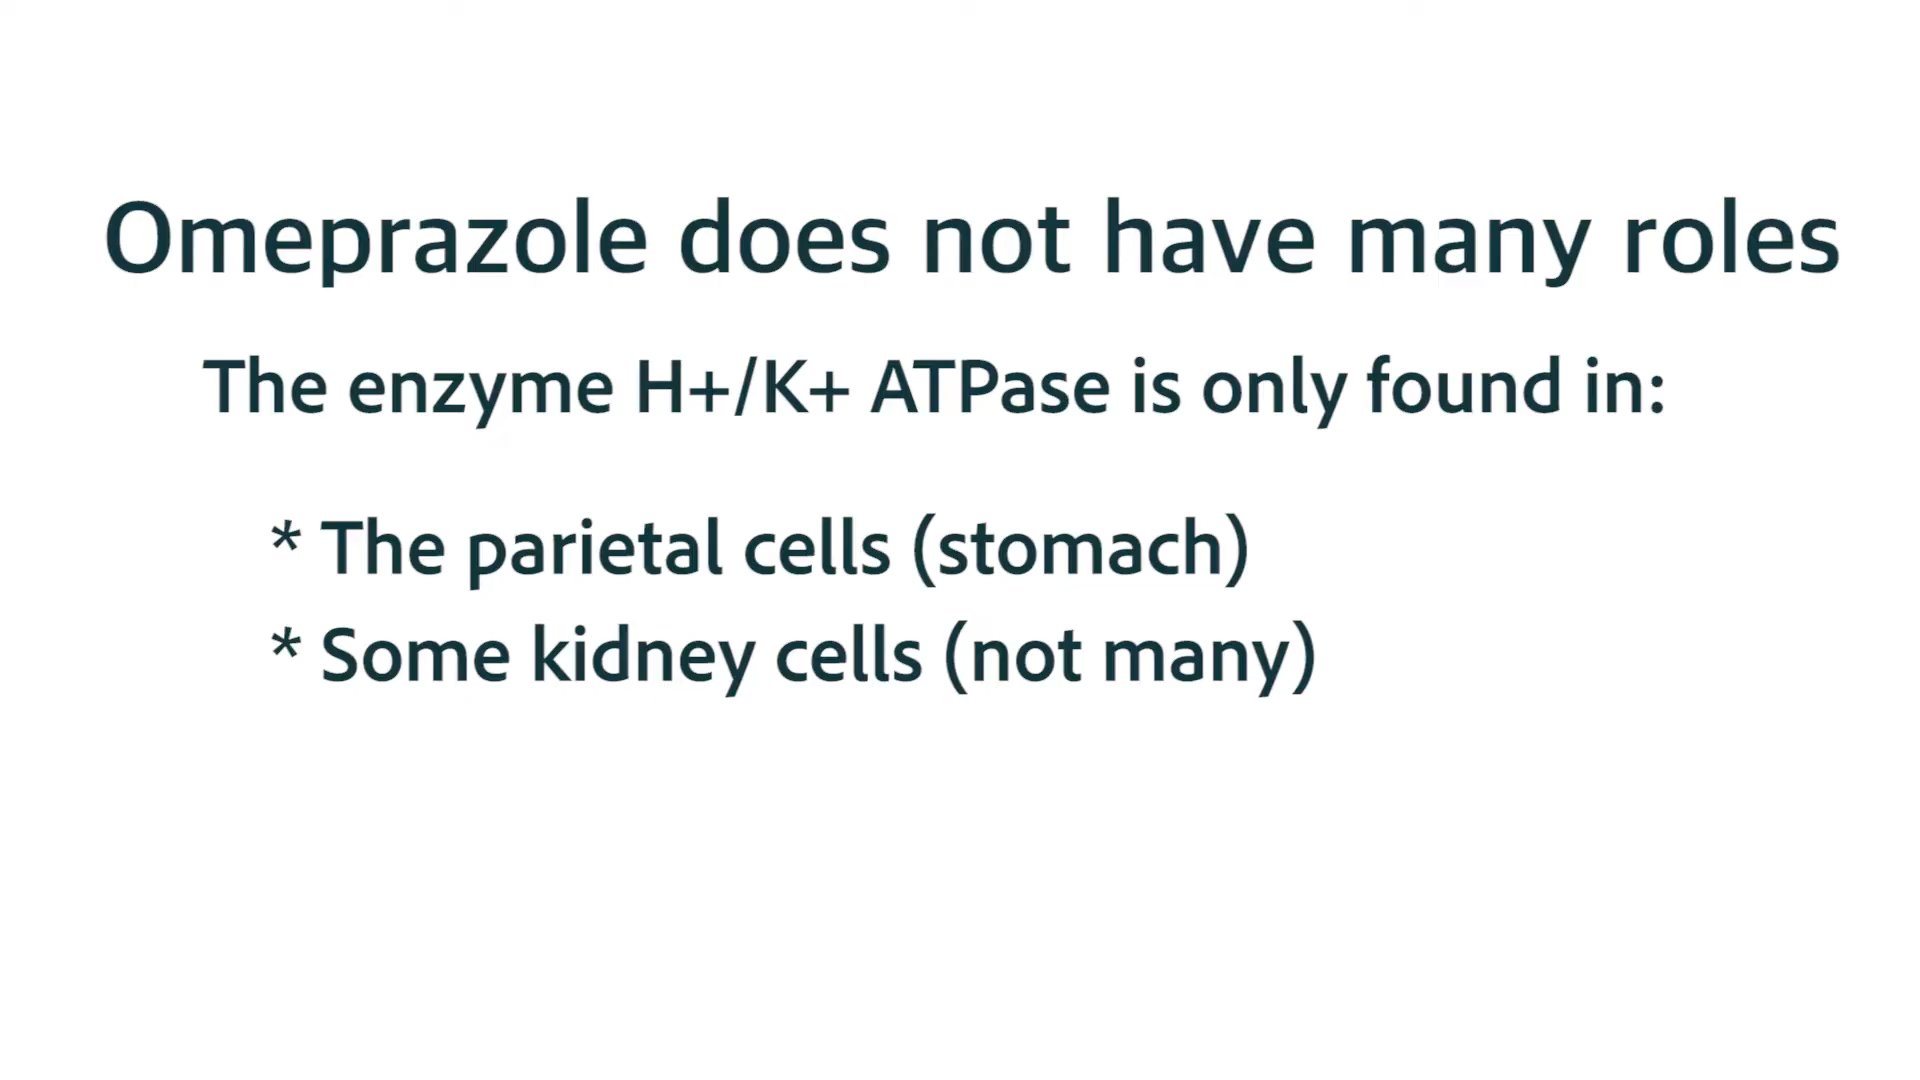 Omeprazole does not have many roles
The enzyme H+/K+ ATPase is only found in:
* The parietal cells (stomach)
* Some kidney cells (not many)